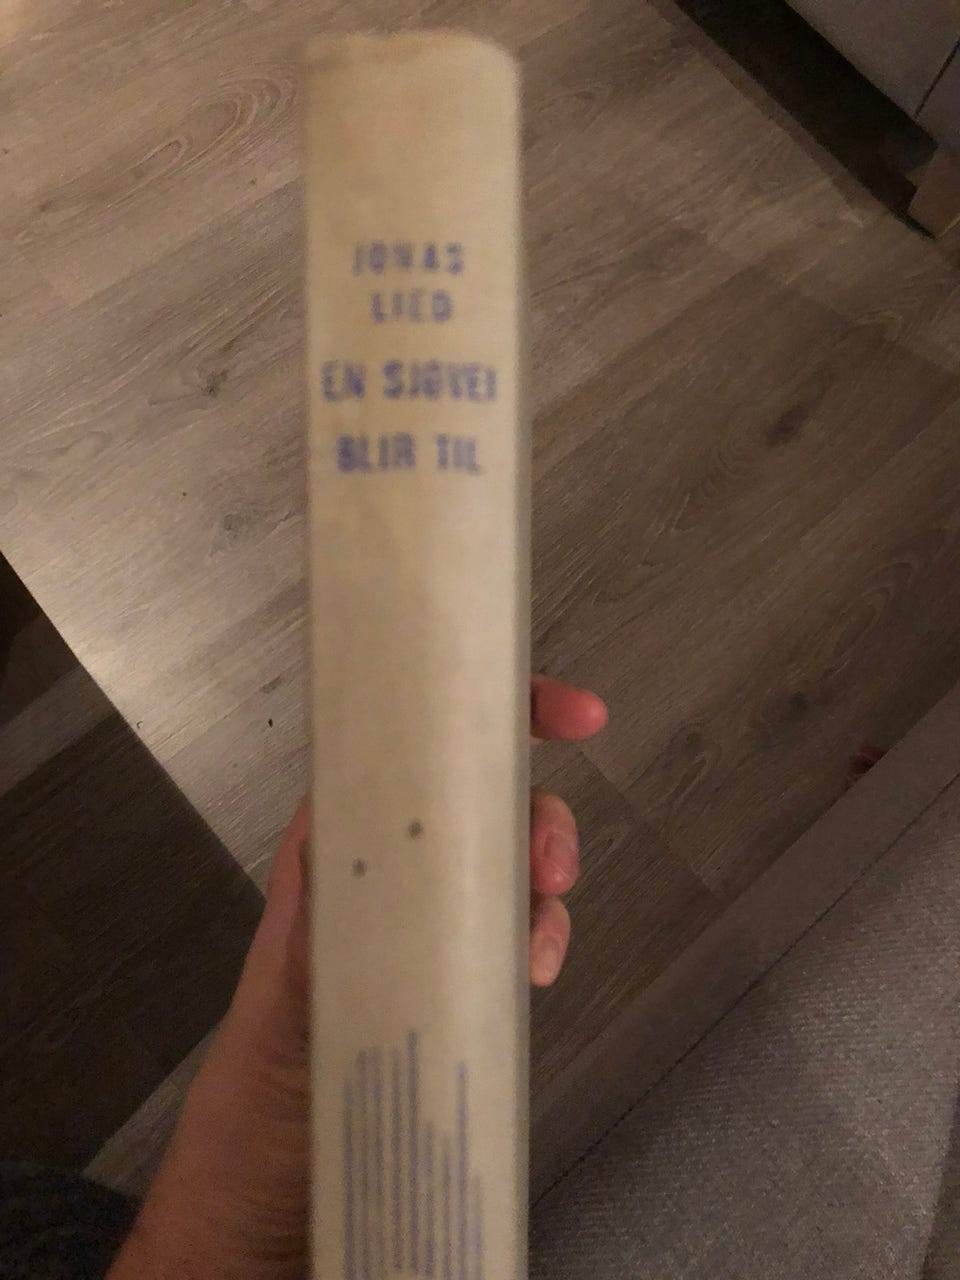 JONAS
LIED
EN SJØVEI
BLIR TIL